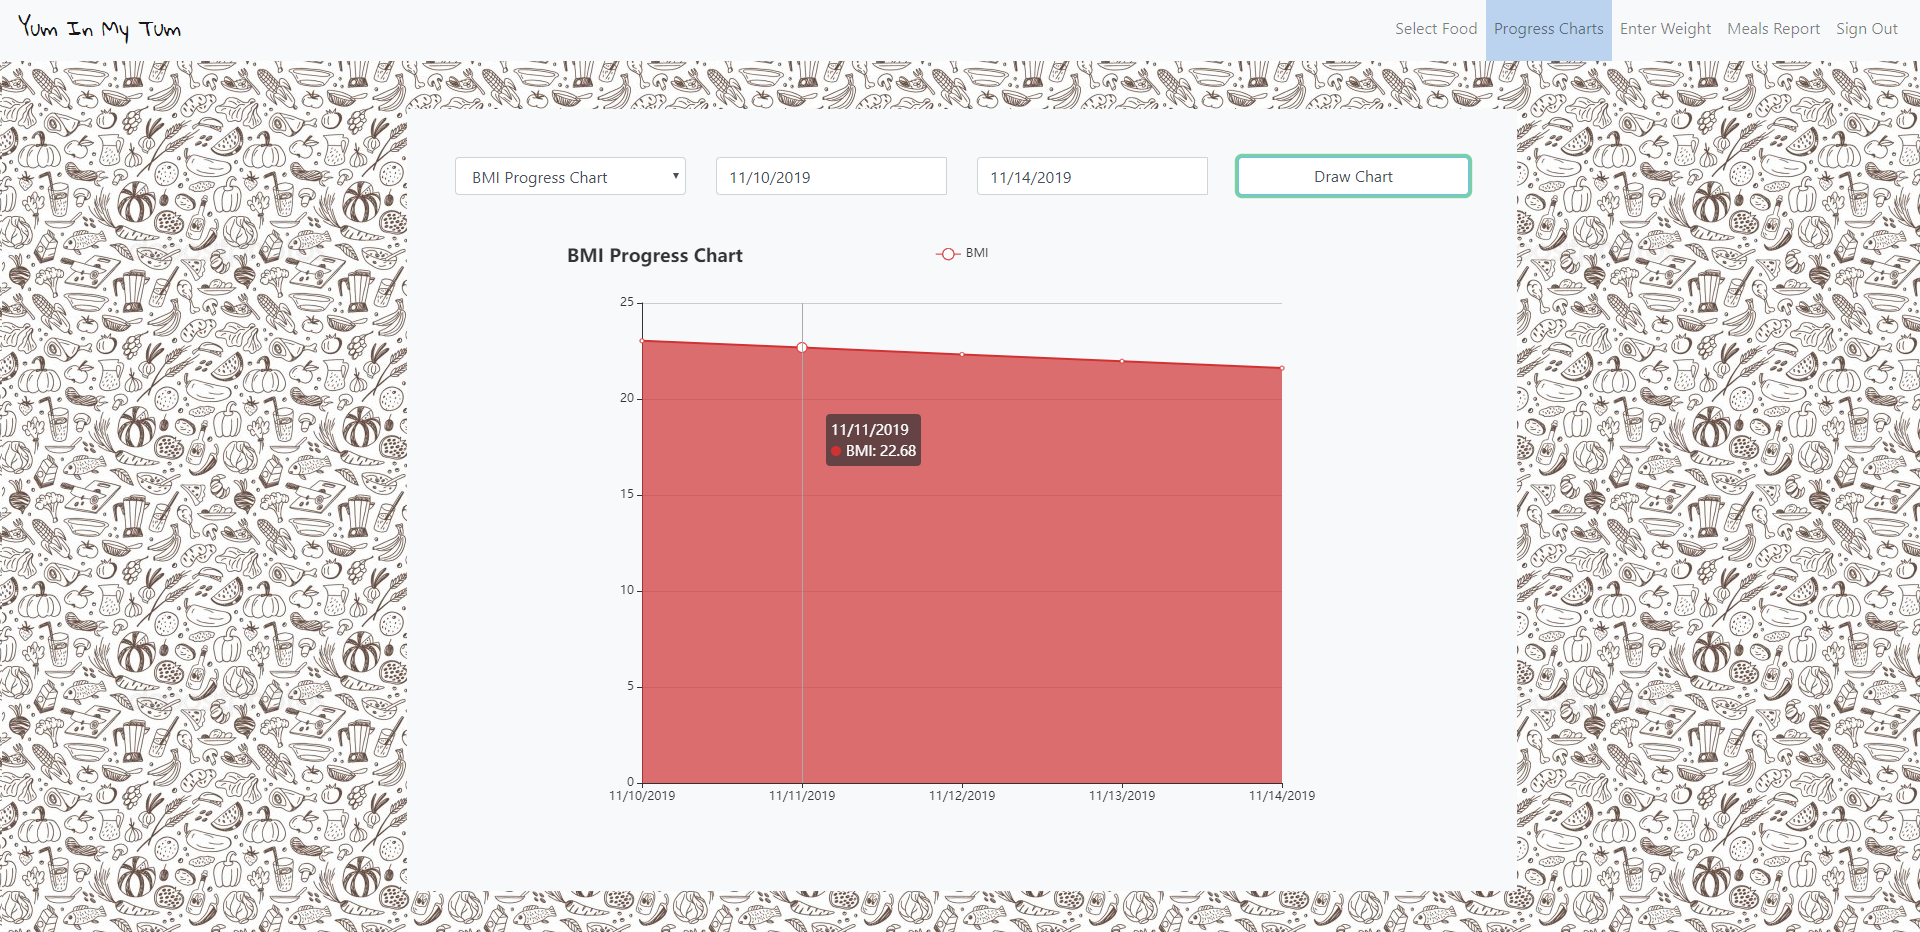 Yum In My Tum
Select Food
Progress Charts
Enter Weight
Meals Report
Sign Out
BMI Progress Chart
11/10/2019
11/14/2019
Draw Chart
BMI Progress Chart
BMI
25
20
15
10
5
0
11/11/2019
BMI: 22.68
11/10/2019
11/11/2019
11/12/2019
11/13/2019
11/14/2019